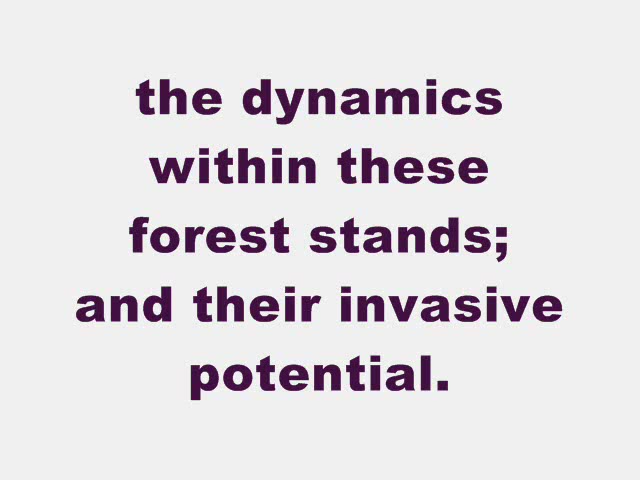 the dynamics
within these
forest stands;
and their invasive
potential.